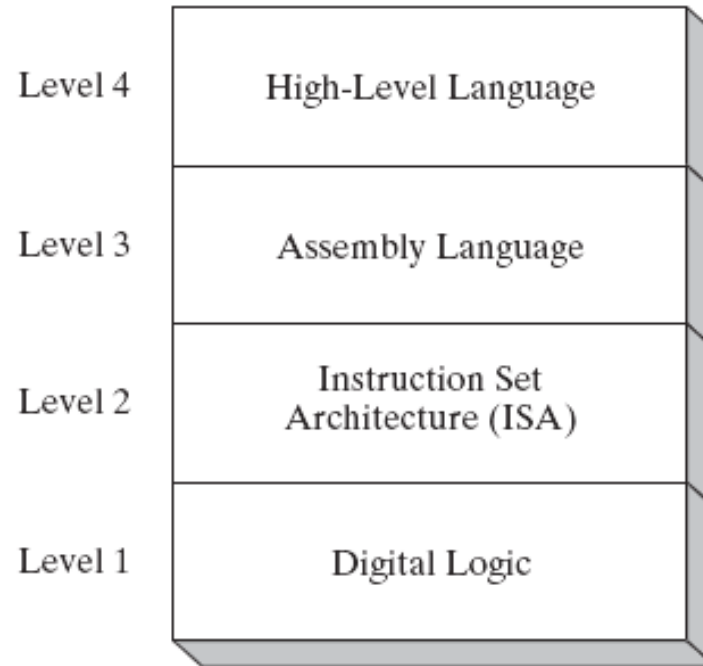 Level 4 High-Level Language
Level 3 Assembly Language
Level 2 Instruction Set
Architecture (ISA)
Level 1 Digital Logic